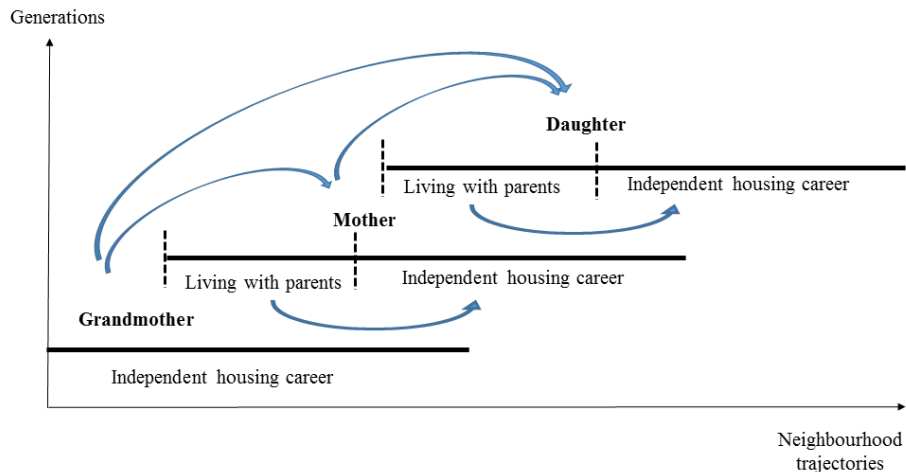 Generations
Daughter
Living with parents
Independent housing career
Mother
Living with parents
Independent housing career
Grandmother
Independent housing career
Neighbourhood
trajectories